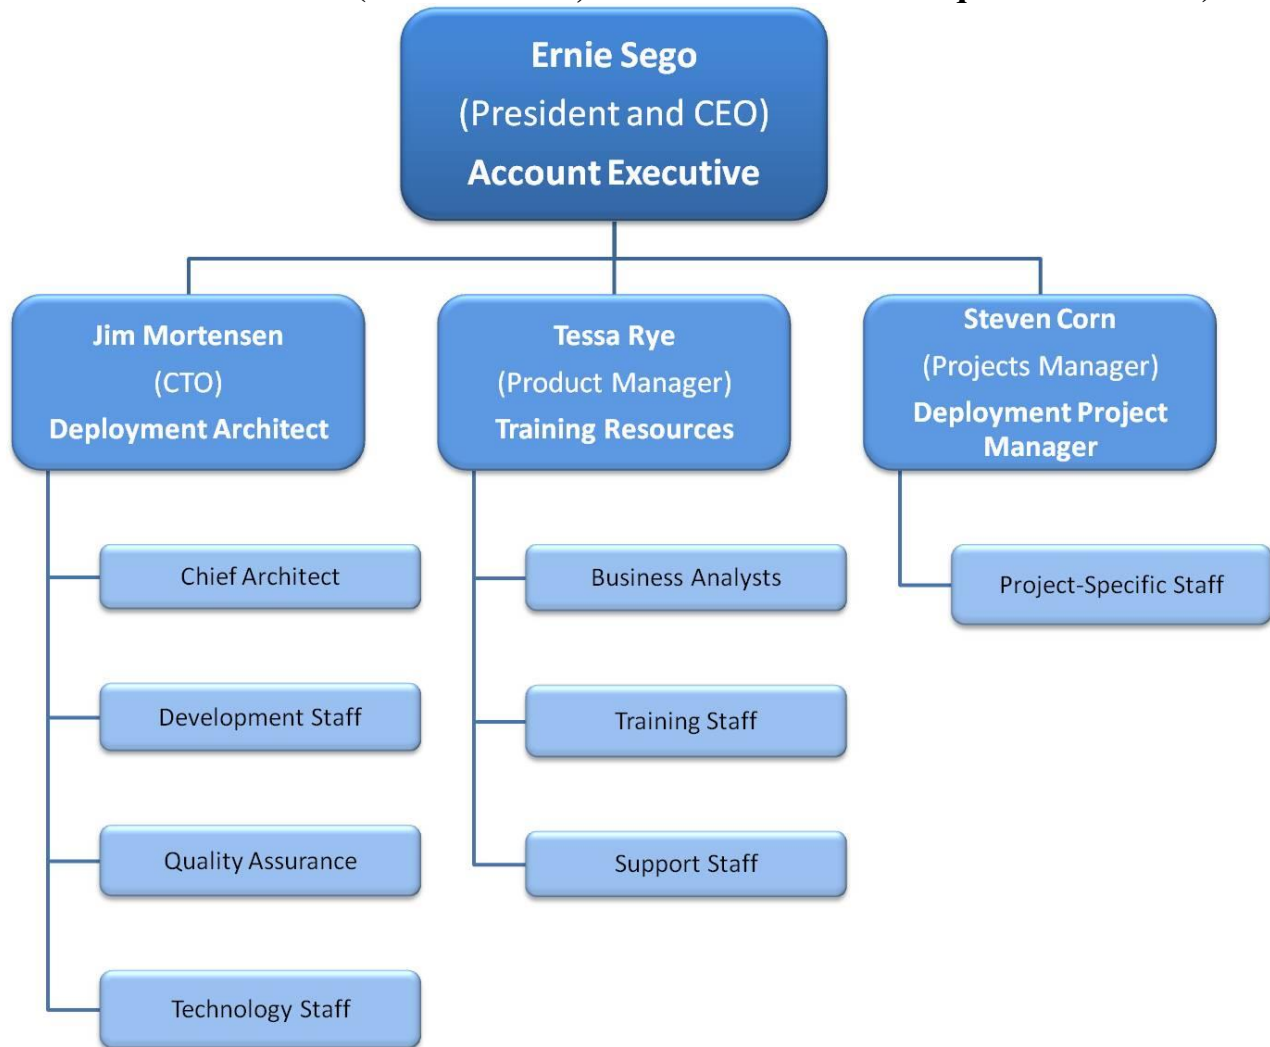 Ernie Sego
(President and CEO)
Account Executive
Jim Mortensen
(CTO)
Deployment Architect
Tessa Rye
(Product Manager)
Training Resources
Steven Corn
(Projects Manager)
Deployment Project
Manager
Chief Architect
Development Staff
Quality Assurance
Technology Staff
Business Analysts
Training Staff
Support Staff
Project-Specific Staff